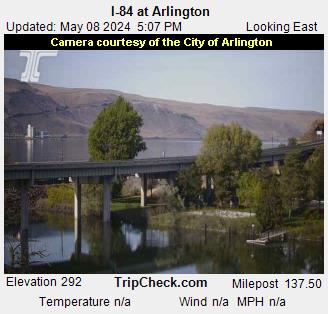 I-84 at Arlington
Updated: May 08 2024 5:07 PM Looking East
Camera courtesy of the City of Arlington
Elevation 292 TripCheck.com Milepost 137.50
Temperature n/a Wind n/a MPH n/a